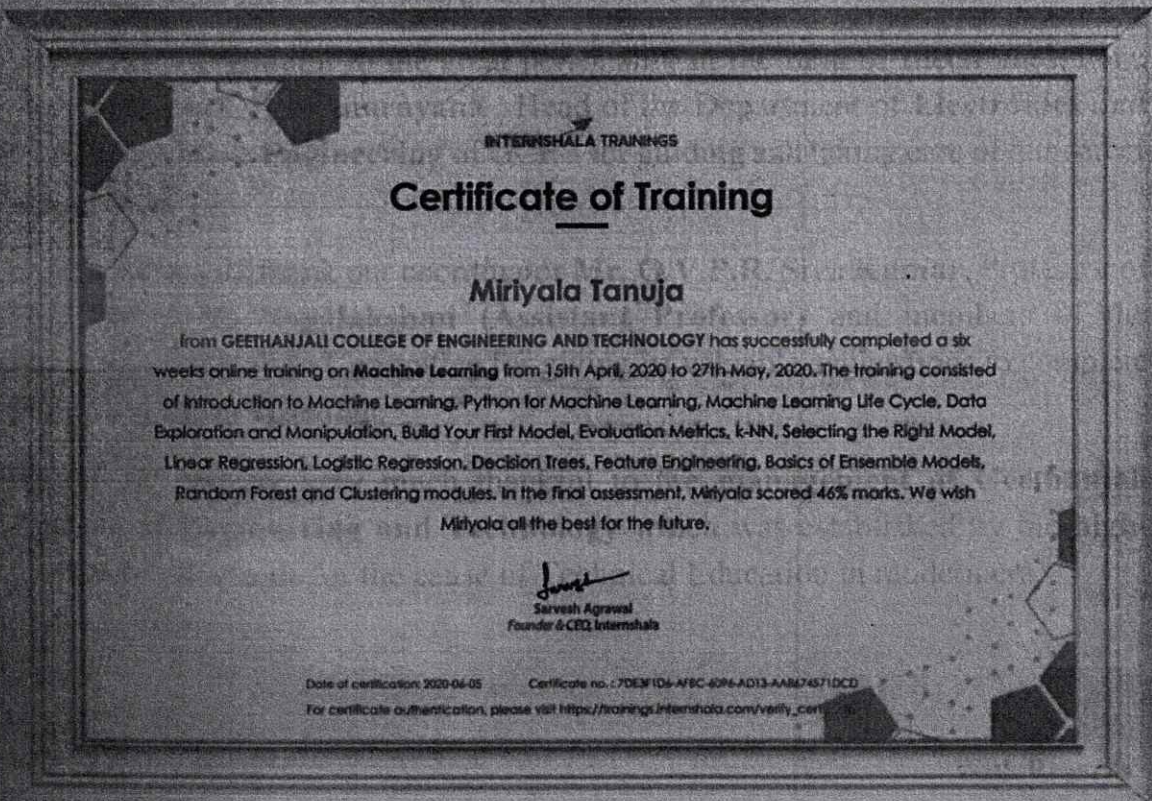 INTERNSHALA TRAININGS
Certificate of Training
Miriyala Tanuja
from GEETHANJALI COLLEGE OF ENGINEERING AND TECHNOLOGY has successfully completed a six
weeks online training on Machine Learning from 15th April, 2020 to 27th May, 2020. The training consisted
of Introduction to Machine Learning, Python for Machine Learning, Machine Learning Life Cycle, Data
Exploration and Manipulation, Build Your First Model, Evaluation Metrics, k-NN, Selecting the Right Model,
Linear Regression, Logistic Regression, Decision Trees, Feature Engineering, Basics of Ensemble Models,
Random Forest and Clustering modules. In the final assessment, Miriyala scored 46% marks. We wish
Miriyala all the best for the future.
Sarvesh Agrawal
Founder & CEO, Internshala
Date of certification: 2020-06-05 Certificate no. :
For certificate authentication, please visit